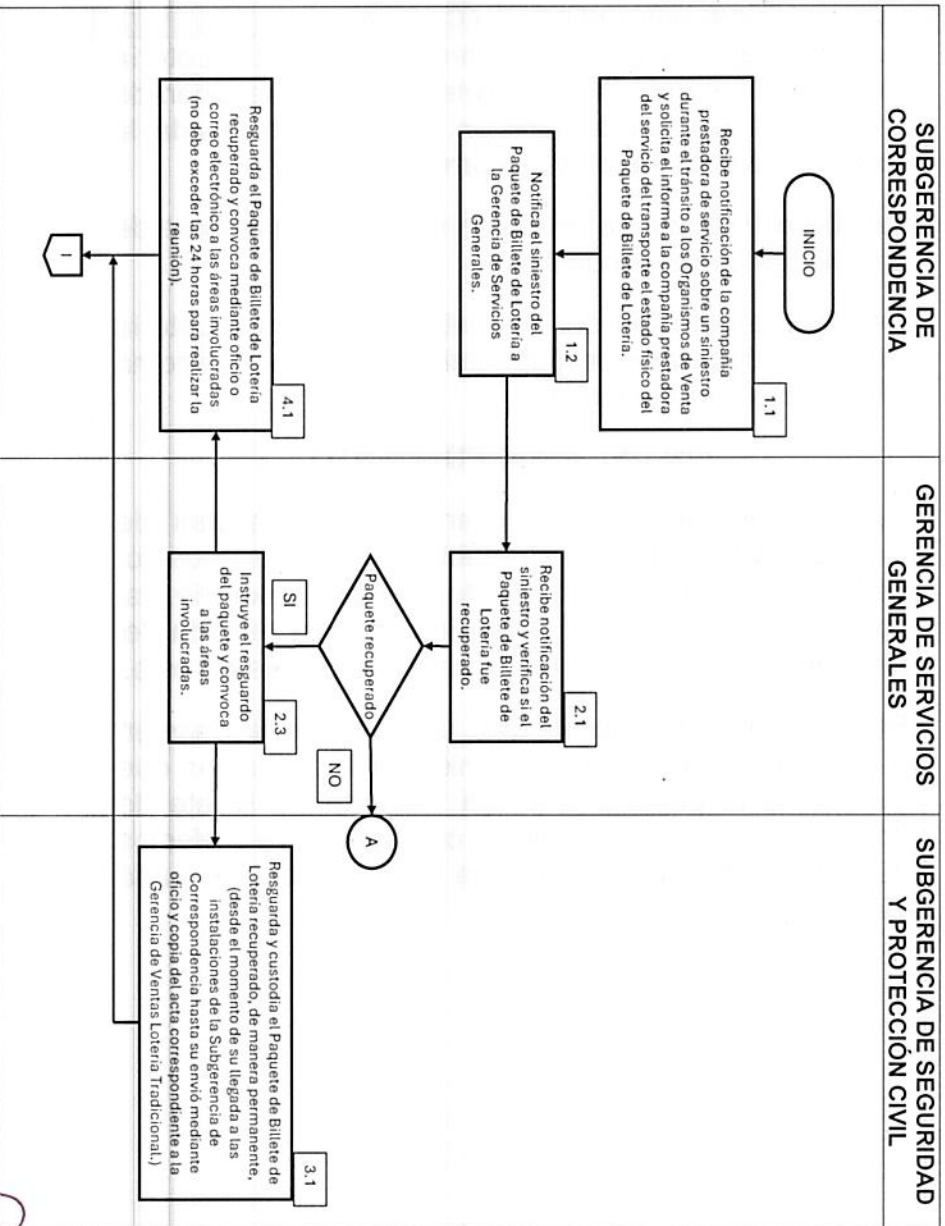 SUBGERENCIA DE
CORRESPONDENCIA
GERENCIA DE SERVICIOS
GENERALES
SUBGERENCIA DE SEGURIDAD
Y PROTECCIÓN CIVIL
INICIO
1.1
Recibe notificación de la compañía
prestadora de servicio sobre un siniestro
durante el tránsito a los Organismos de Venta
y solicita el informe a la compañía prestadora
del servicio del transporte el estado físico del
Paquete de Billete de Lotería.
1.2
Notifica el siniestro del
Paquete de Billete de Lotería a
la Gerencia de Servicios
Generales.
2.1
Recibe notificación del
siniestro y verifica si el
Paquete de Billete de
Lotería fue
recuperado.
Paquete recuperado
NO
A
SI
2.3
Instruye el resguardo
del paquete y convoca
a las áreas
involucradas.
4.1
Resguarda el Paquete de Billete de Lotería
recuperado y convoca mediante oficio o
correo electrónico a las áreas involucradas
(no debe exceder las 24 horas para realizar la
reunión).
3.1
Resguarda y custodia el Paquete de Billete de
Lotería recuperado, de manera permanente,
(desde el momento de su llegada a las
instalaciones de la Subgerencia de
Correspondencia hasta su envió mediante
oficio y copia del acta correspondiente a la
Gerencia de Ventas Lotería Tradicional.)
I